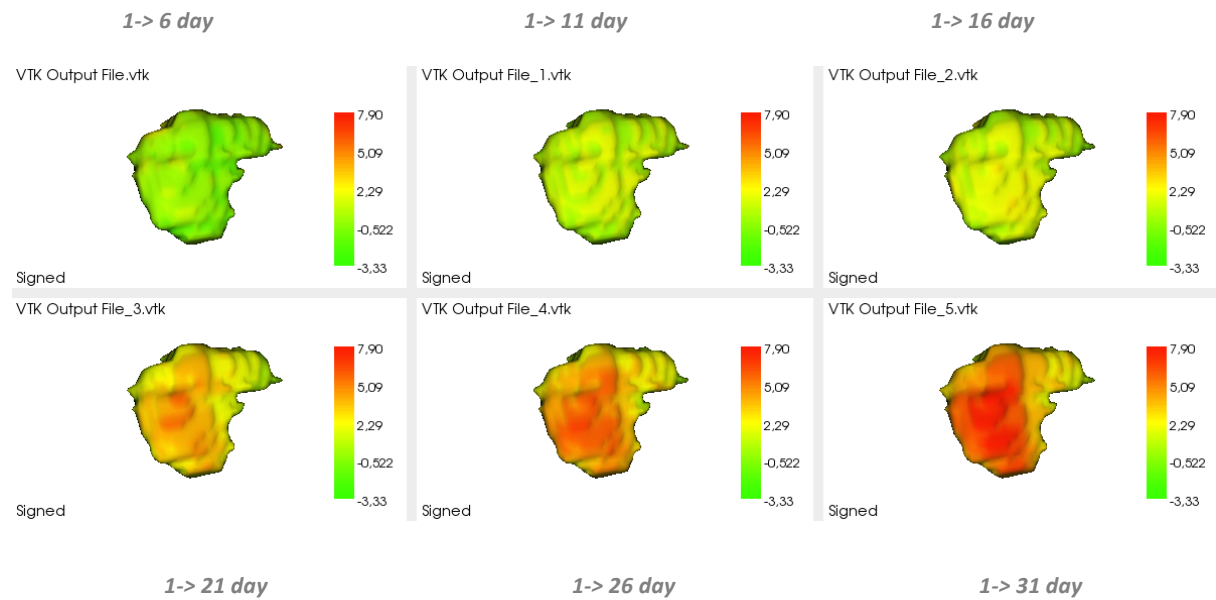 1-> 6 day
1-> 11 day
1-> 16 day
VTK Output File.vtk
7,90
5,09
2,29
-0,522
-3,33
Signed
VTK Output File_1.vtk
7,90
5,09
2,29
-0,522
-3,33
Signed
VTK Output File_2.vtk
7,90
5,09
2,29
-0,522
-3,33
Signed
VTK Output File_3.vtk
7,90
5,09
2,29
-0,522
-3,33
Signed
VTK Output File_4.vtk
7,90
5,09
2,29
-0,522
-3,33
Signed
VTK Output File_5.vtk
7,90
5,09
2,29
-0,522
-3,33
Signed
1-> 21 day
1-> 26 day
1-> 31 day